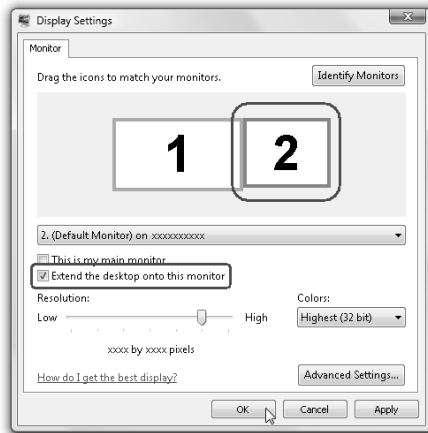 Display Settings
Monitor
Drag the icons to match your monitors.
Identify Monitors
1
2
2. (Default Monitor) on xxxxxxxxxx
This is my main monitor
Extend the desktop onto this monitor
Resolution:
Low
High
xxxx by xxxx pixels
Colors:
Highest (32 bit)
How do I get the best display?
Advanced Settings...
OK
Cancel
Apply